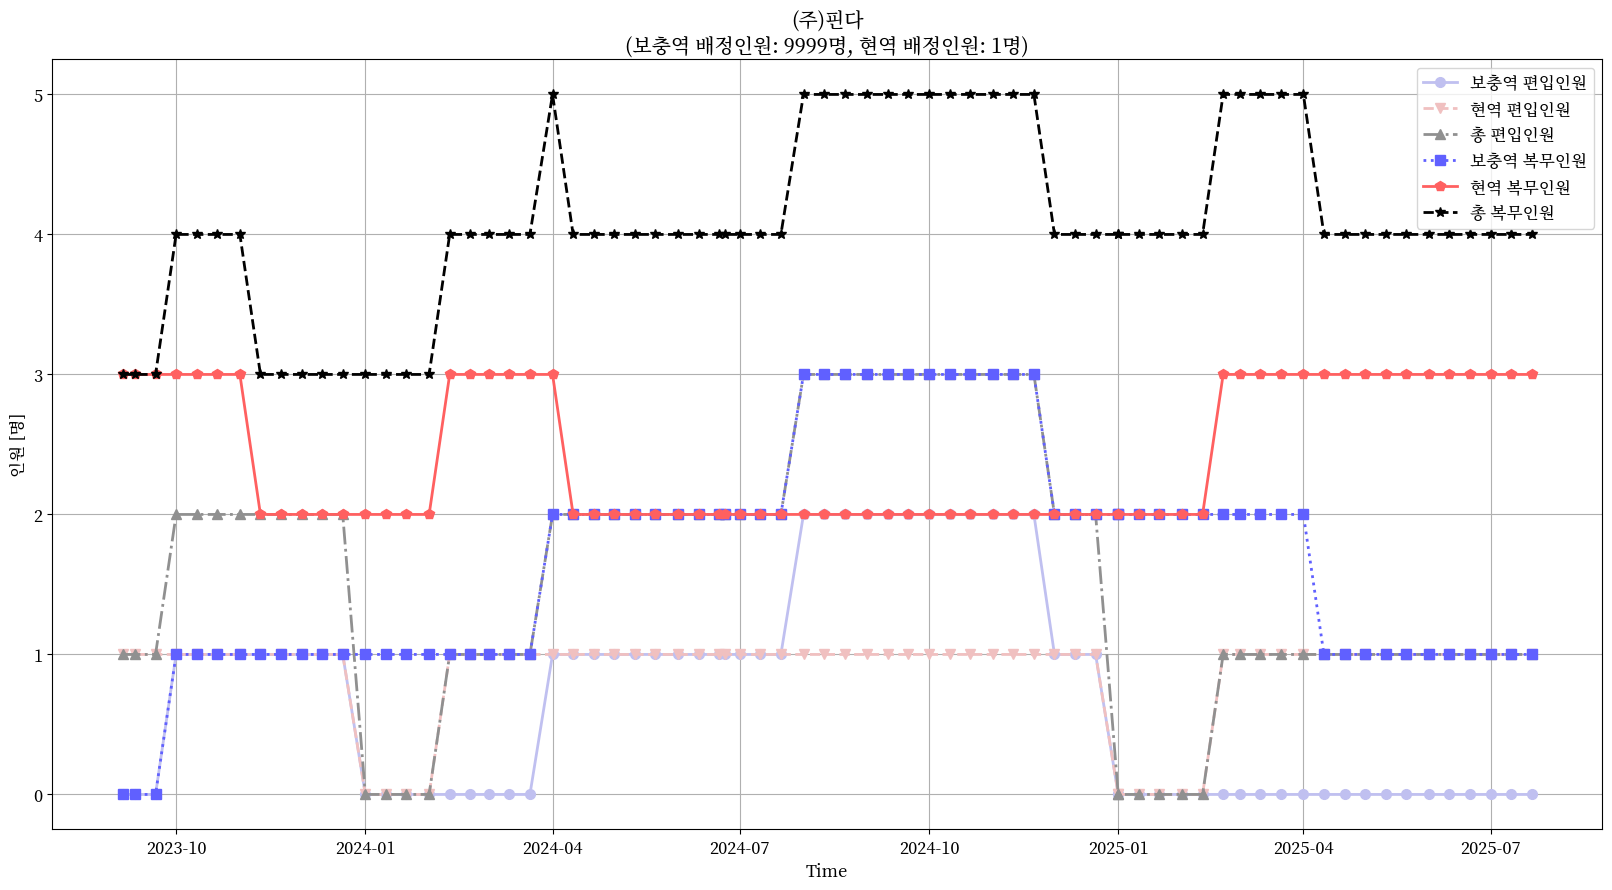 (주)핀다
(보충역 배정인원: 9999명, 현역 배정인원: 1명)
보충역 편입인원
현역 편입인원
총 편입인원
보충역 복무인원
현역 복무인원
총 복무인원
인원 [명]
5
4
3
2
1
0
2023-10
2024-01
2024-04
2024-07
2024-10
2025-01
2025-04
2025-07
Time